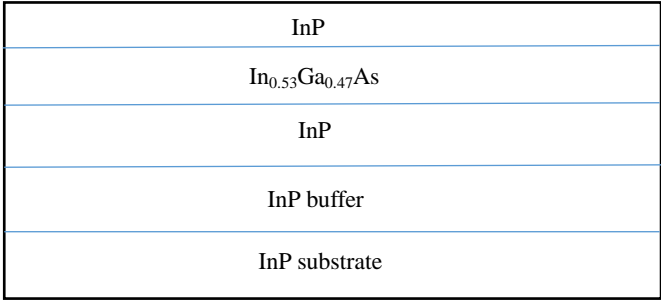 InP
In₀.₅₃Ga₀.₄₇As
InP
InP buffer
InP substrate